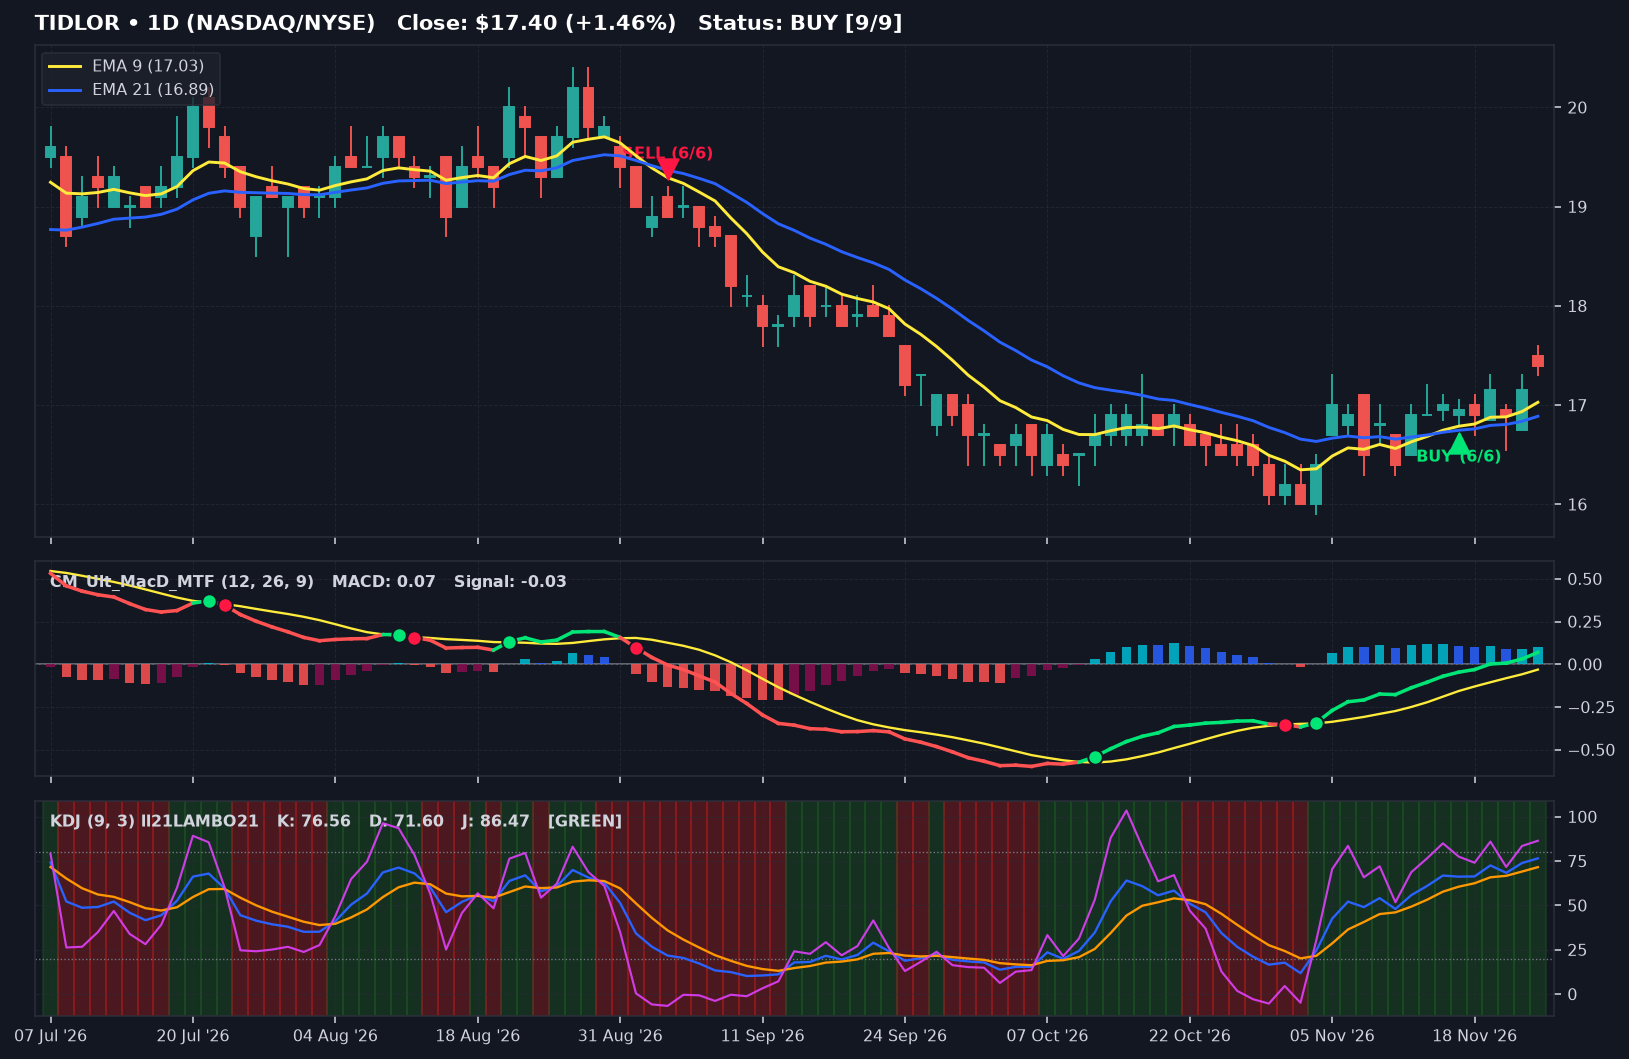 TIDLOR • 1D (NASDAQ/NYSE)   Close: $17.40 (+1.46%)   Status: BUY [9/9]
EMA 9 (17.03)
EMA 21 (16.89)
20
SELL (6/6)
19
18
17
BUY (6/6)
16
CM_Ult_MacD_MTF (12, 26, 9)   MACD: 0.07   Signal: -0.03
0.50
0.25
0.00
−0.25
−0.50
KDJ (9, 3) II21LAMBO21   K: 76.56   D: 71.60   J: 86.47   [GREEN]
100
75
50
25
0
07 Jul '26   20 Jul '26   04 Aug '26   18 Aug '26   31 Aug '26   11 Sep '26   24 Sep '26   07 Oct '26   22 Oct '26   05 Nov '26   18 Nov '26